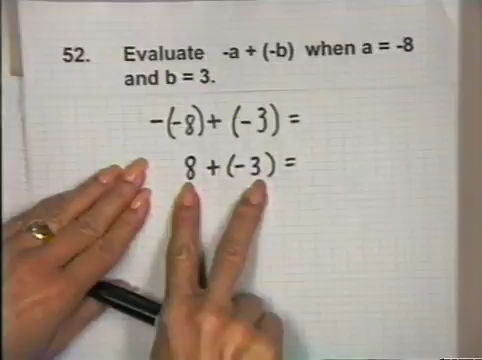 52. Evaluate -a + (-b) when a = -8
and b = 3.
-(-8) + (-3) =
8 + (-3) =